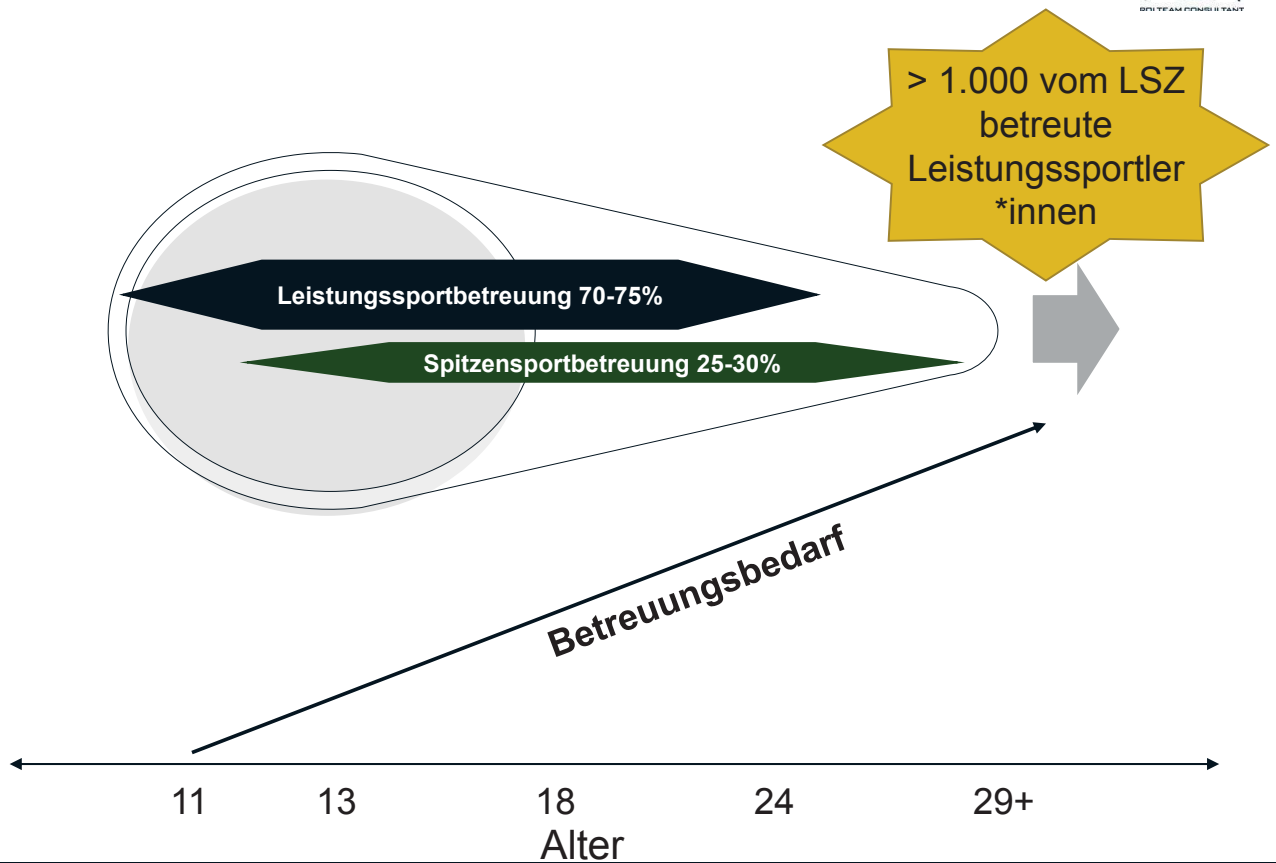 > 1.000 vom LSZ
betreute
Leistungssportler
*innen
Leistungssportbetreuung 70-75%
Spitzensportbetreuung 25-30%
Betreuungsbedarf
11 13 18 24 29+
Alter